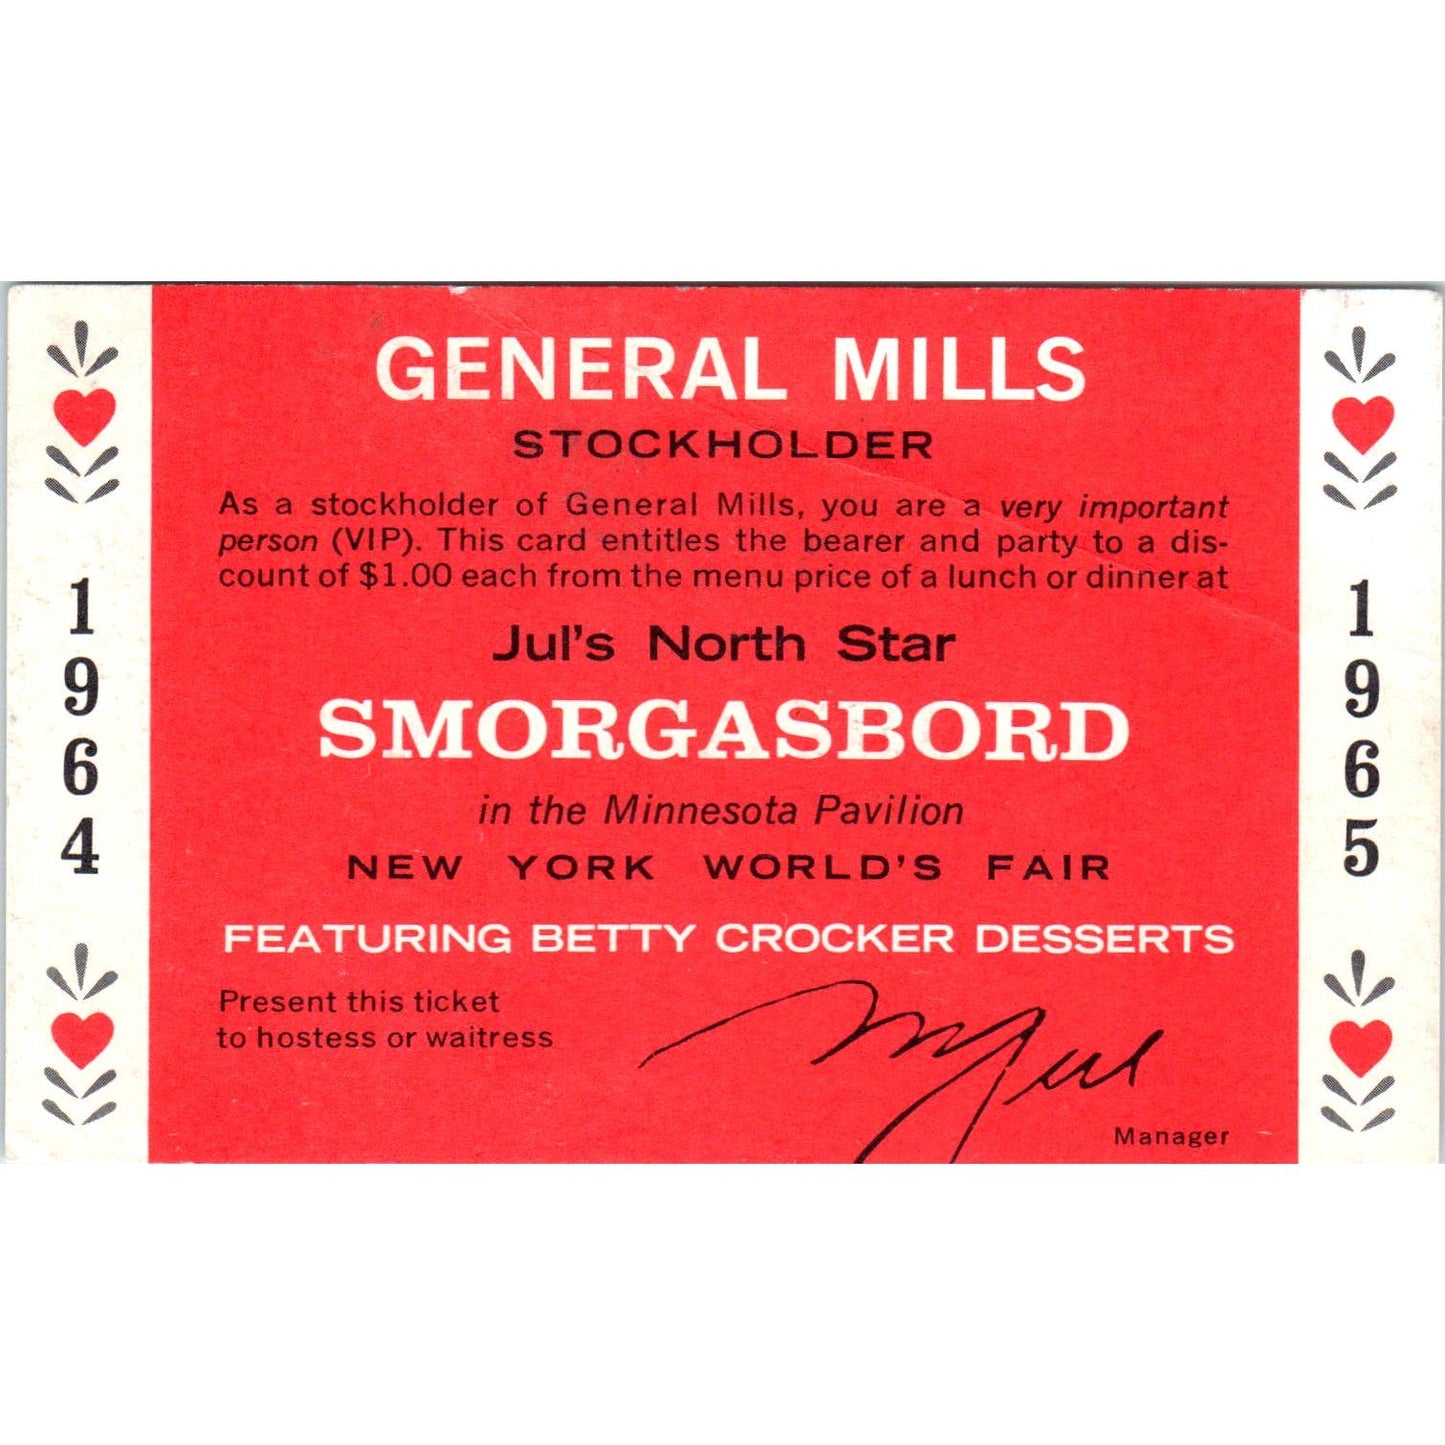 GENERAL MILLS
STOCKHOLDER
As a stockholder of General Mills, you are a very important
person (VIP). This card entitles the bearer and party to a dis-
count of $1.00 each from the menu price of a lunch or dinner at
Jul's North Star
SMORGASBORD
in the Minnesota Pavilion
NEW YORK WORLD'S FAIR
FEATURING BETTY CROCKER DESSERTS
Present this ticket
to hostess or waitress
Manager
1964
1965